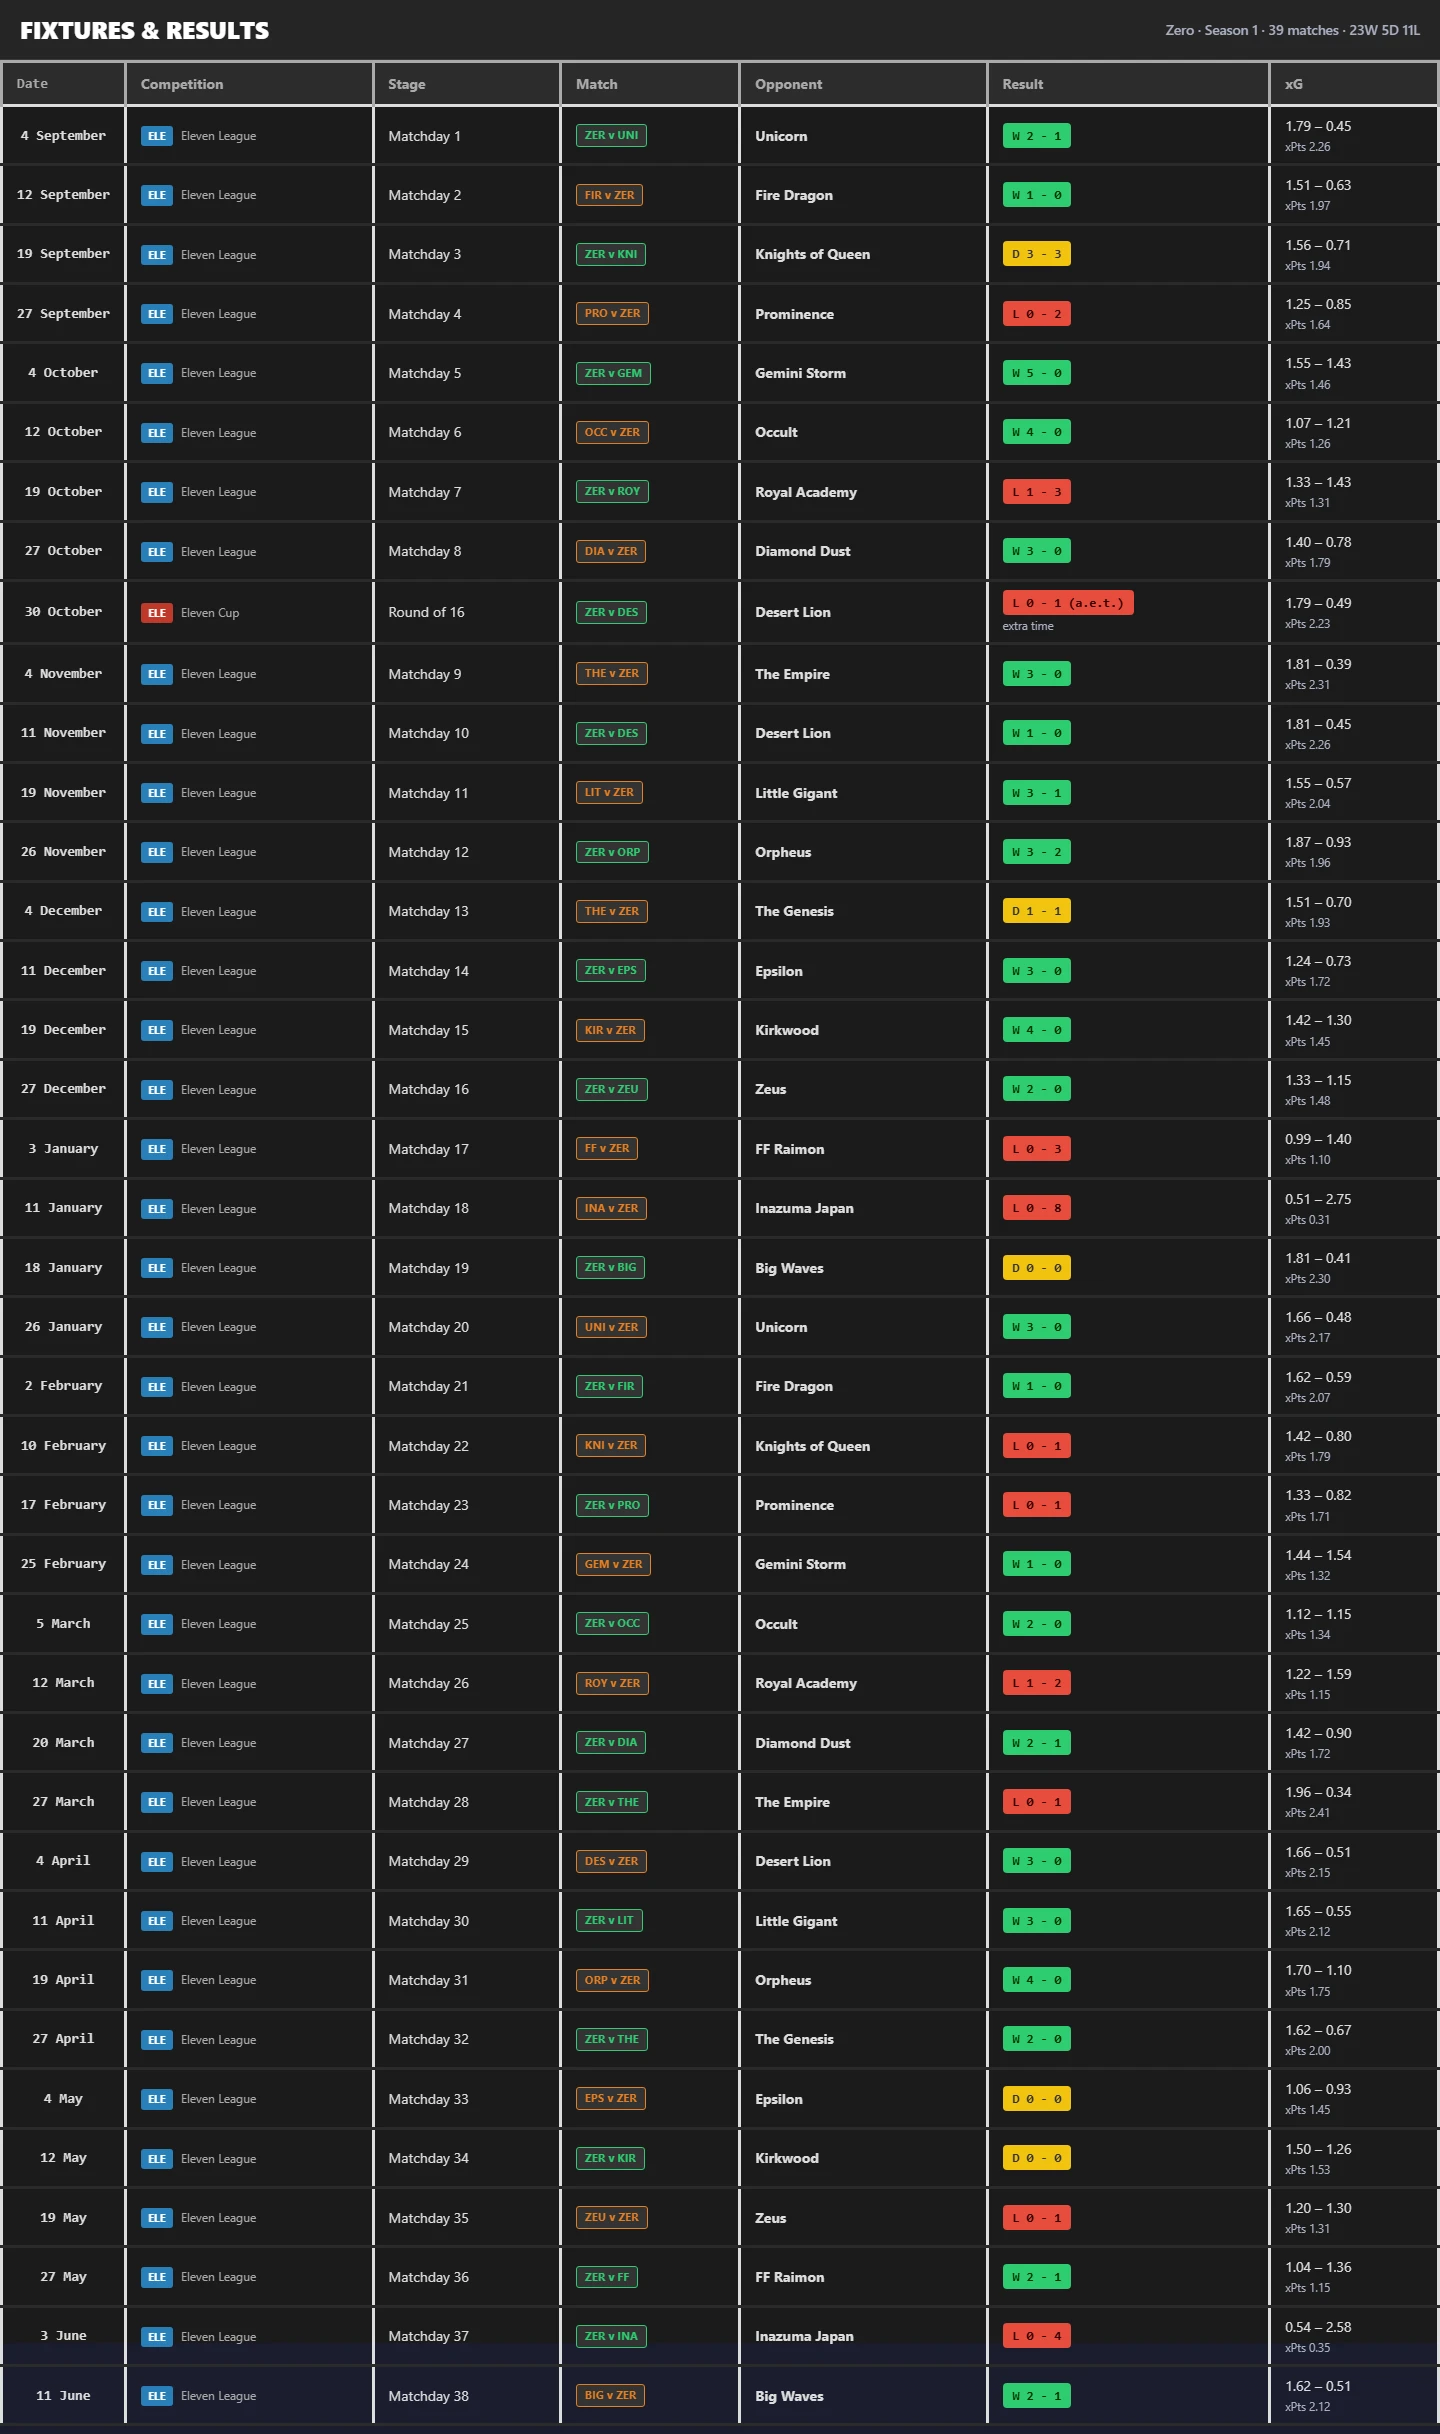 FIXTURES & RESULTS
Zero · Season 1 · 39 matches · 23W 5D 11L
Date Competition Stage Match Opponent Result xG
4 September ELE Eleven League Matchday 1 ZER v UNI Unicorn W 2 - 1 1.79 – 0.45
xPts 2.26
12 September ELE Eleven League Matchday 2 FIR v ZER Fire Dragon W 1 - 0 1.51 – 0.63
xPts 1.97
19 September ELE Eleven League Matchday 3 ZER v KNI Knights of Queen D 3 - 3 1.56 – 0.71
xPts 1.94
27 September ELE Eleven League Matchday 4 PRO v ZER Prominence L 0 - 2 1.25 – 0.85
xPts 1.64
4 October ELE Eleven League Matchday 5 ZER v GEM Gemini Storm W 5 - 0 1.55 – 1.43
xPts 1.46
12 October ELE Eleven League Matchday 6 OCC v ZER Occult W 4 - 0 1.07 – 1.21
xPts 1.26
19 October ELE Eleven League Matchday 7 ZER v ROY Royal Academy L 1 - 3 1.33 – 1.43
xPts 1.31
27 October ELE Eleven League Matchday 8 DIA v ZER Diamond Dust W 3 - 0 1.40 – 0.78
xPts 1.79
30 October ELE Eleven Cup Round of 16 ZER v DES Desert Lion L 0 - 1 (a.e.t.) 1.79 – 0.49
extra time xPts 2.23
4 November ELE Eleven League Matchday 9 THE v ZER The Empire W 3 - 0 1.81 – 0.39
xPts 2.31
11 November ELE Eleven League Matchday 10 ZER v DES Desert Lion W 1 - 0 1.81 – 0.45
xPts 2.26
19 November ELE Eleven League Matchday 11 LIT v ZER Little Gigant W 3 - 1 1.55 – 0.57
xPts 2.04
26 November ELE Eleven League Matchday 12 ZER v ORP Orpheus W 3 - 2 1.87 – 0.93
xPts 1.96
4 December ELE Eleven League Matchday 13 THE v ZER The Genesis D 1 - 1 1.51 – 0.70
xPts 1.93
11 December ELE Eleven League Matchday 14 ZER v EPS Epsilon W 3 - 0 1.24 – 0.73
xPts 1.72
19 December ELE Eleven League Matchday 15 KIR v ZER Kirkwood W 4 - 0 1.42 – 1.30
xPts 1.45
27 December ELE Eleven League Matchday 16 ZER v ZEU Zeus W 2 - 0 1.33 – 1.15
xPts 1.48
3 January ELE Eleven League Matchday 17 FF v ZER FF Raimon L 0 - 3 0.99 – 1.40
xPts 1.10
11 January ELE Eleven League Matchday 18 INA v ZER Inazuma Japan L 0 - 8 0.51 – 2.75
xPts 0.31
18 January ELE Eleven League Matchday 19 ZER v BIG Big Waves D 0 - 0 1.81 – 0.41
xPts 2.30
26 January ELE Eleven League Matchday 20 UNI v ZER Unicorn W 3 - 0 1.66 – 0.48
xPts 2.17
2 February ELE Eleven League Matchday 21 ZER v FIR Fire Dragon W 1 - 0 1.62 – 0.59
xPts 2.07
10 February ELE Eleven League Matchday 22 KNI v ZER Knights of Queen L 0 - 1 1.42 – 0.80
xPts 1.79
17 February ELE Eleven League Matchday 23 ZER v PRO Prominence L 0 - 1 1.33 – 0.82
xPts 1.71
25 February ELE Eleven League Matchday 24 GEM v ZER Gemini Storm W 1 - 0 1.44 – 1.54
xPts 1.32
5 March ELE Eleven League Matchday 25 ZER v OCC Occult W 2 - 0 1.12 – 1.15
xPts 1.34
12 March ELE Eleven League Matchday 26 ROY v ZER Royal Academy L 1 - 2 1.22 – 1.59
xPts 1.15
20 March ELE Eleven League Matchday 27 ZER v DIA Diamond Dust W 2 - 1 1.42 – 0.90
xPts 1.72
27 March ELE Eleven League Matchday 28 ZER v THE The Empire L 0 - 1 1.96 – 0.34
xPts 2.41
4 April ELE Eleven League Matchday 29 DES v ZER Desert Lion W 3 - 0 1.66 – 0.51
xPts 2.15
11 April ELE Eleven League Matchday 30 ZER v LIT Little Gigant W 3 - 0 1.65 – 0.55
xPts 2.12
19 April ELE Eleven League Matchday 31 ORP v ZER Orpheus W 4 - 0 1.70 – 1.10
xPts 1.75
27 April ELE Eleven League Matchday 32 ZER v THE The Genesis W 2 - 0 1.62 – 0.67
xPts 2.00
4 May ELE Eleven League Matchday 33 EPS v ZER Epsilon D 0 - 0 1.06 – 0.93
xPts 1.45
12 May ELE Eleven League Matchday 34 ZER v KIR Kirkwood D 0 - 0 1.50 – 1.26
xPts 1.53
19 May ELE Eleven League Matchday 35 ZEU v ZER Zeus L 0 - 1 1.20 – 1.30
xPts 1.31
27 May ELE Eleven League Matchday 36 ZER v FF FF Raimon W 2 - 1 1.04 – 1.36
xPts 1.15
3 June ELE Eleven League Matchday 37 ZER v INA Inazuma Japan L 0 - 4 0.54 – 2.58
xPts 0.35
11 June ELE Eleven League Matchday 38 BIG v ZER Big Waves W 2 - 1 1.62 – 0.51
xPts 2.12